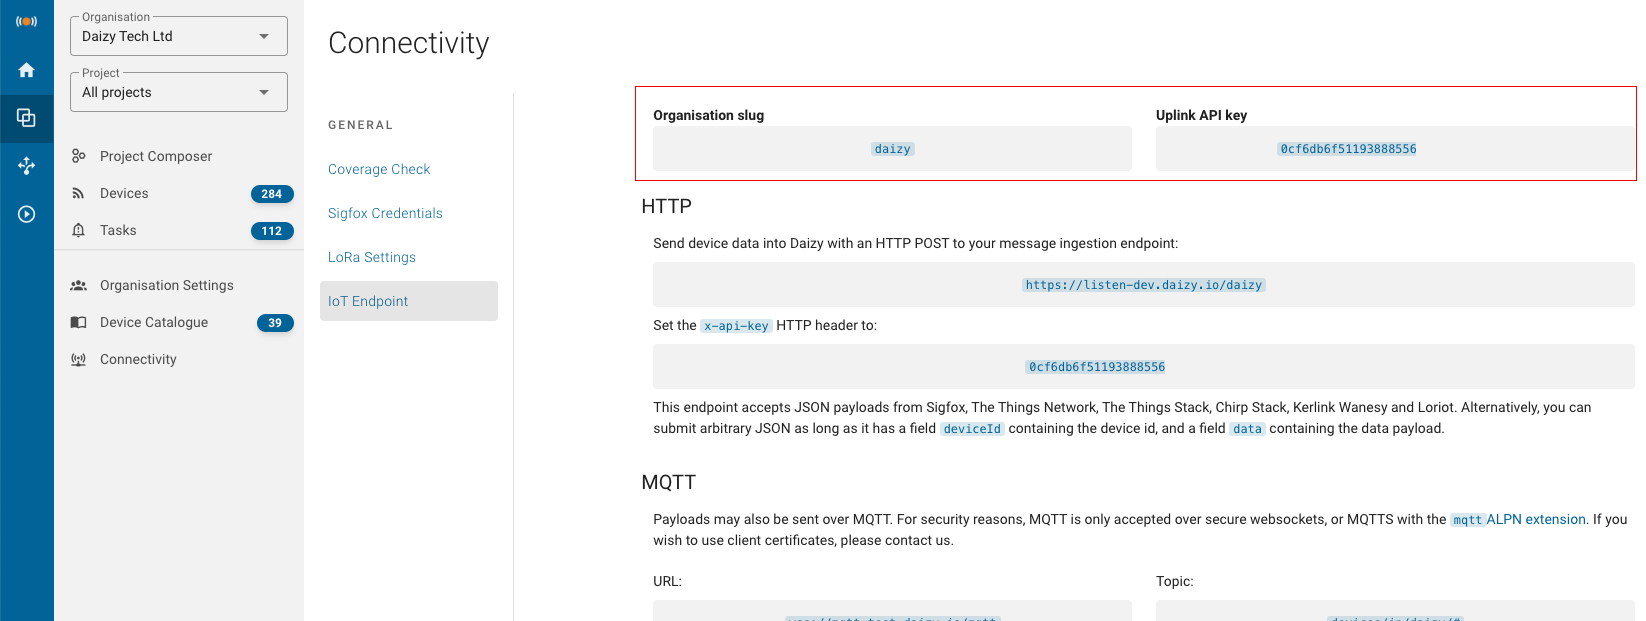 Organisation
Daizy Tech Ltd
Project
All projects
Project Composer
Devices 284
Tasks 112
Organisation Settings
Device Catalogue 39
Connectivity
Connectivity
GENERAL
Coverage Check
Sigfox Credentials
LoRa Settings
IoT Endpoint
Organisation slug
daizy
Uplink API key
0cf6db6f51193888556
HTTP
Send device data into Daizy with an HTTP POST to your message ingestion endpoint:
https://listen-dev.daizy.io/daizy
Set the x-api-key HTTP header to:
0cf6db6f51193888556
This endpoint accepts JSON payloads from Sigfox, The Things Network, The Things Stack, Chirp Stack, Kerlink Wanesy and Loriot. Alternatively, you can
submit arbitrary JSON as long as it has a field deviceId containing the device id, and a field data containing the data payload.
MQTT
Payloads may also be sent over MQTT. For security reasons, MQTT is only accepted over secure websockets, or MQTTS with the mqtt ALPN extension. If you
wish to use client certificates, please contact us.
URL:
Topic: